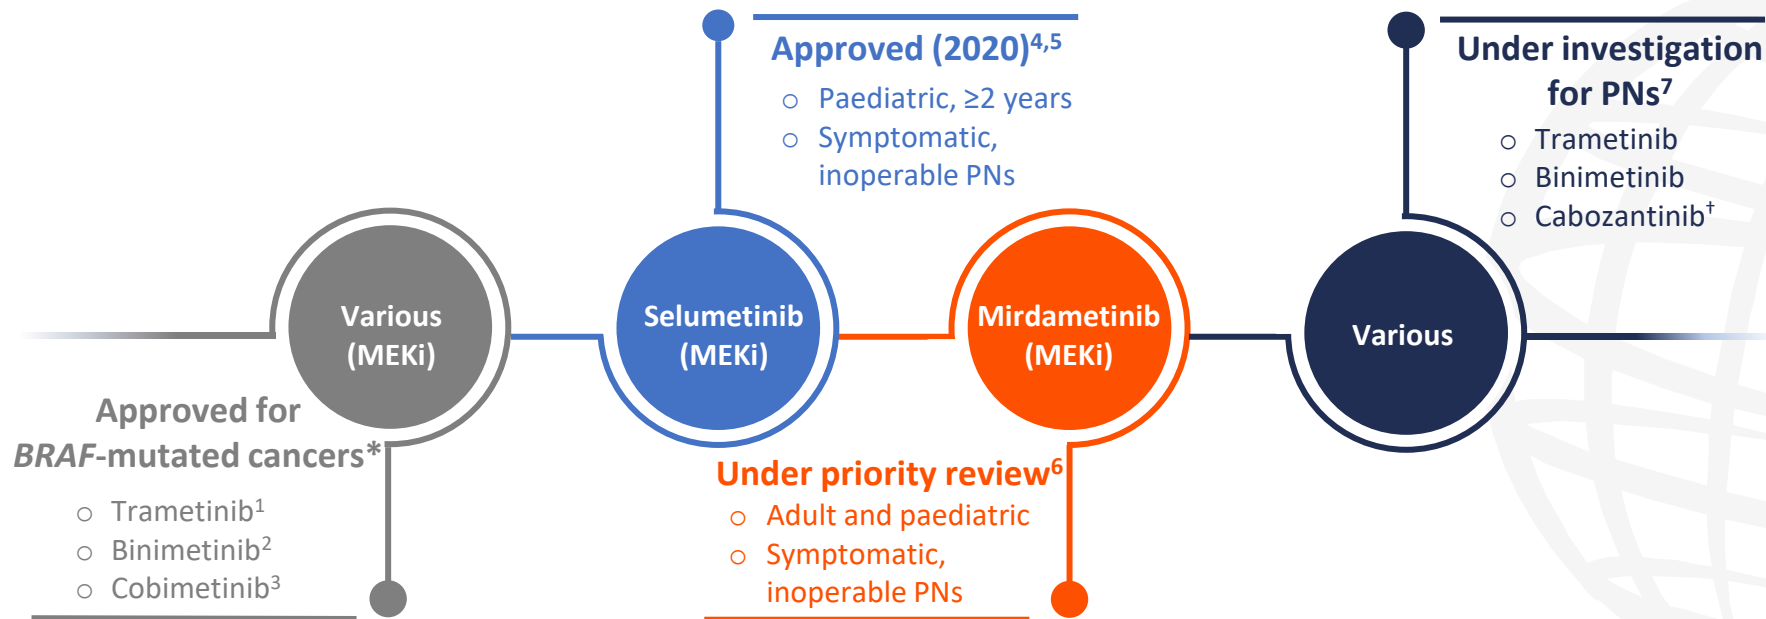 Various
(MEKi)
Approved for
BRAF-mutated cancers*
○ Trametinib¹
○ Binimetinib²
○ Cobimetinib³
Approved (2020)⁴,⁵
○ Paediatric, ≥2 years
○ Symptomatic,
inoperable PNs
Selumetinib
(MEKi)
Mirdametinib
(MEKi)
Under priority review⁶
○ Adult and paediatric
○ Symptomatic,
inoperable PNs
Under investigation
for PNs⁷
○ Trametinib
○ Binimetinib
○ Cabozantinib†
Various